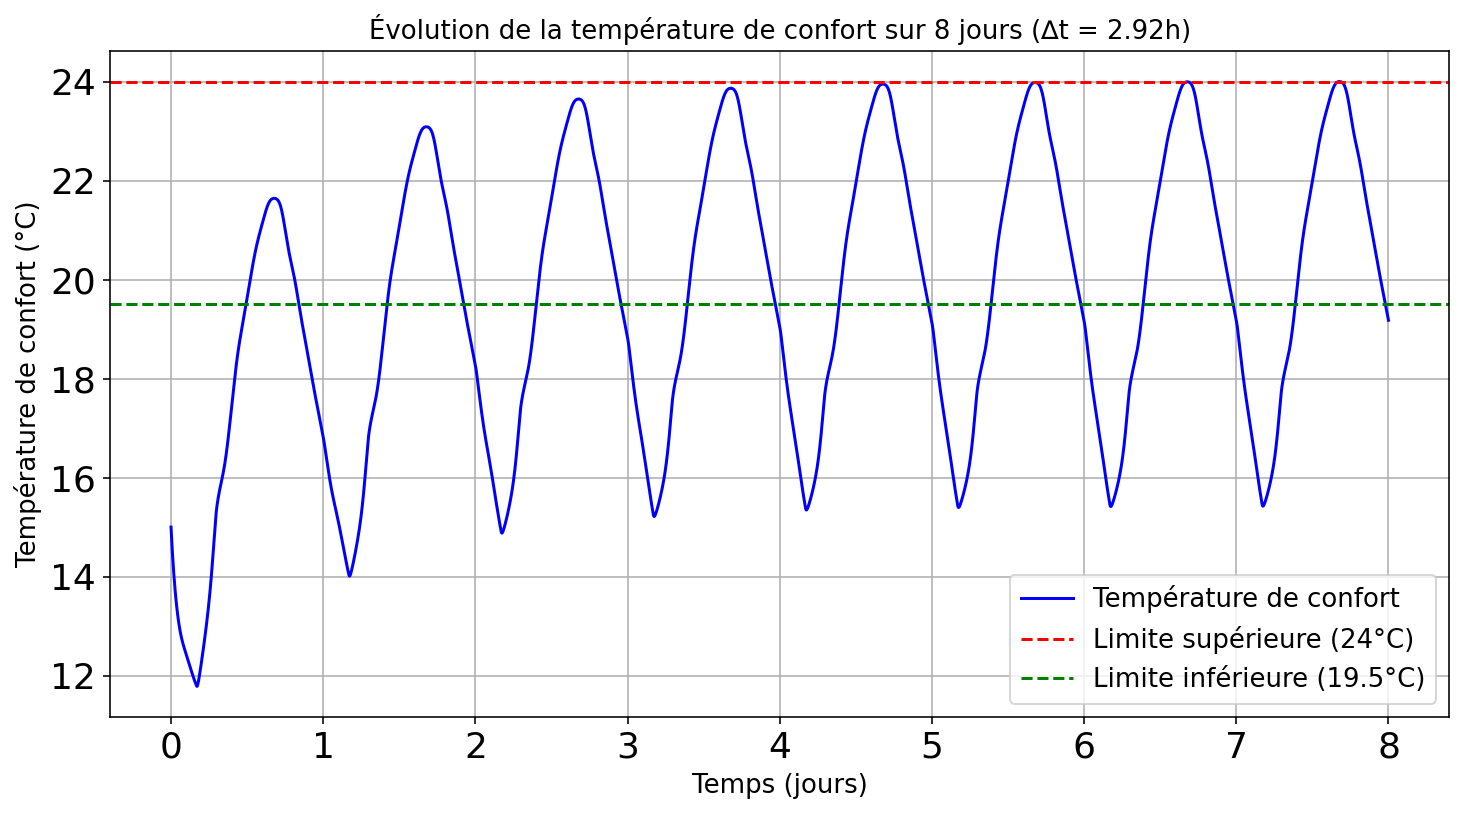 Évolution de la température de confort sur 8 jours (Δt = 2.92h)
Température de confort (°C)
24
22
20
18
16
14
12
Température de confort
Limite supérieure (24°C)
Limite inférieure (19.5°C)
0 1 2 3 4 5 6 7 8
Temps (jours)